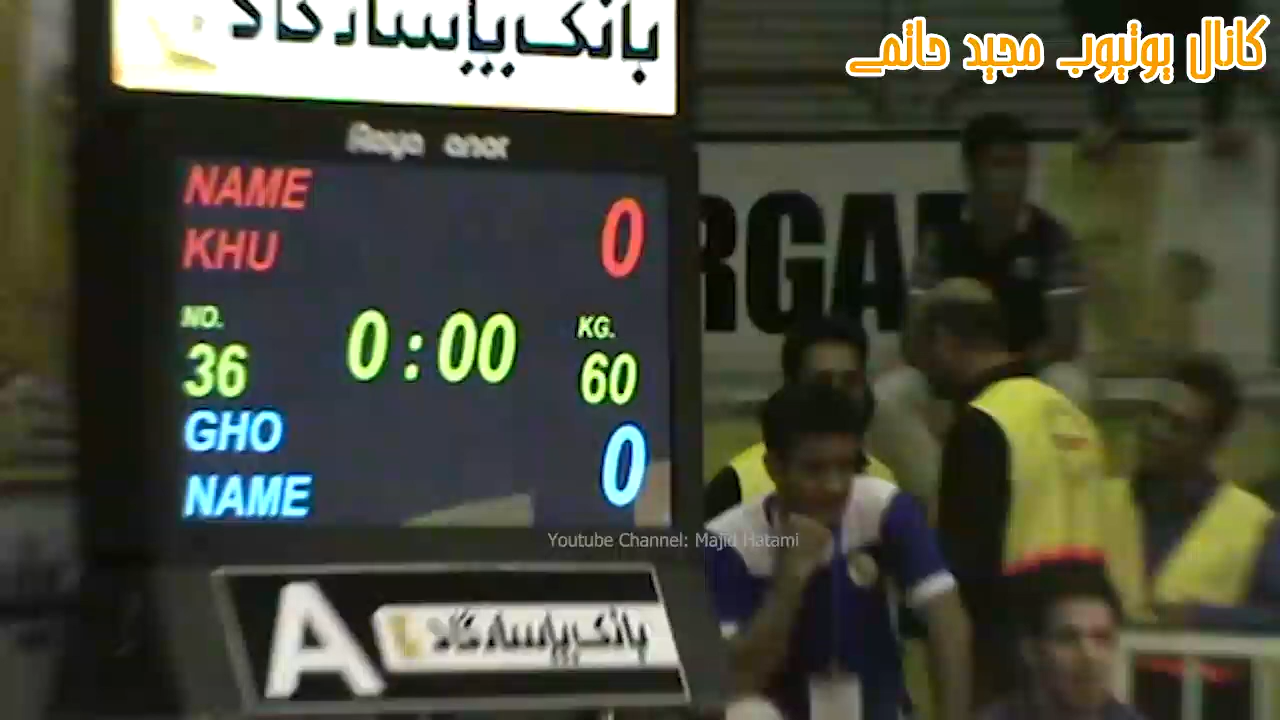 کانال یوتیوب مجید حاتمی
بانک پاسارگاد
NAME
KHU
0
NO.
36
0:00
KG.
60
GHO
NAME
0
RGA
Youtube Channel: Majid Hatami
A
بانک پاسارگاد